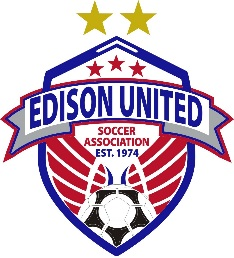 EDISON UNITED
SOCCER
ASSOCIATION
EST. 1974